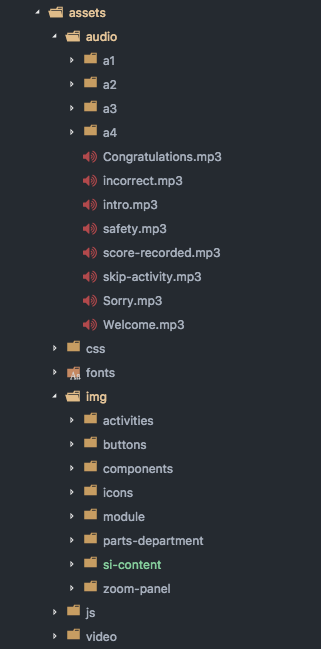 assets
audio
a1
a2
a3
a4
Congratulations.mp3
incorrect.mp3
intro.mp3
safety.mp3
score-recorded.mp3
skip-activity.mp3
Sorry.mp3
Welcome.mp3
css
Aa fonts
img
activities
buttons
components
icons
module
parts-department
si-content
zoom-panel
js
video